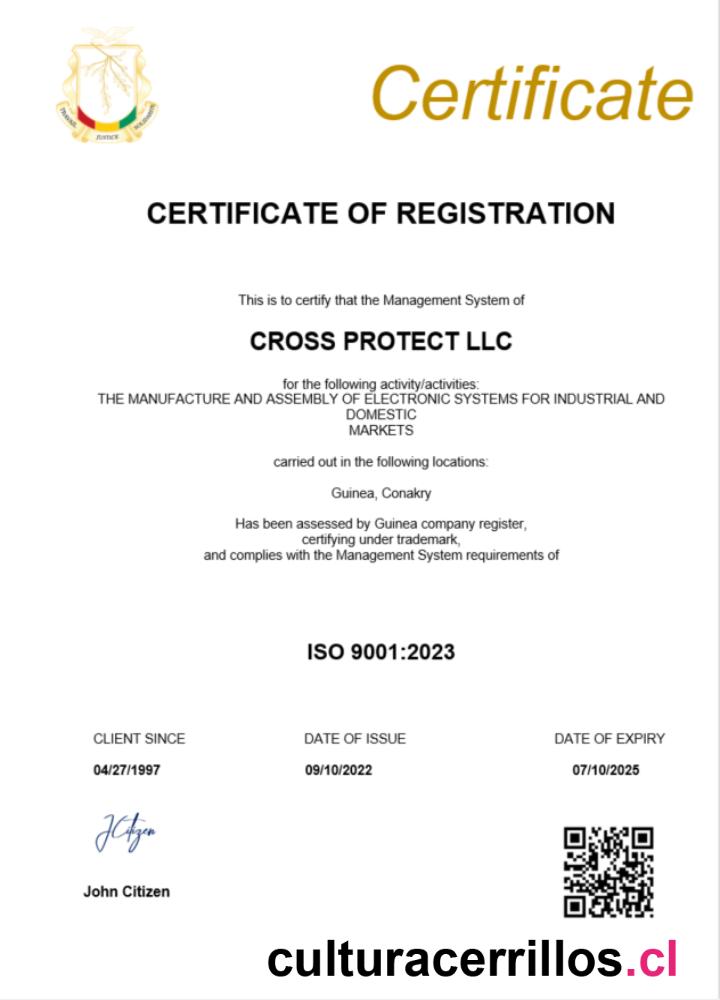 Certificate
TRAVAIL
JUSTICE
SOLIDARITE
CERTIFICATE OF REGISTRATION
This is to certify that the Management System of
CROSS PROTECT LLC
for the following activity/activities:
THE MANUFACTURE AND ASSEMBLY OF ELECTRONIC SYSTEMS FOR INDUSTRIAL AND
DOMESTIC
MARKETS
carried out in the following locations:
Guinea, Conakry
Has been assessed by Guinea company register,
certifying under trademark,
and complies with the Management System requirements of
ISO 9001:2023
CLIENT SINCE DATE OF ISSUE DATE OF EXPIRY
04/27/1997 09/10/2022 07/10/2025
JCitizen
John Citizen
culturacerrillos.cl